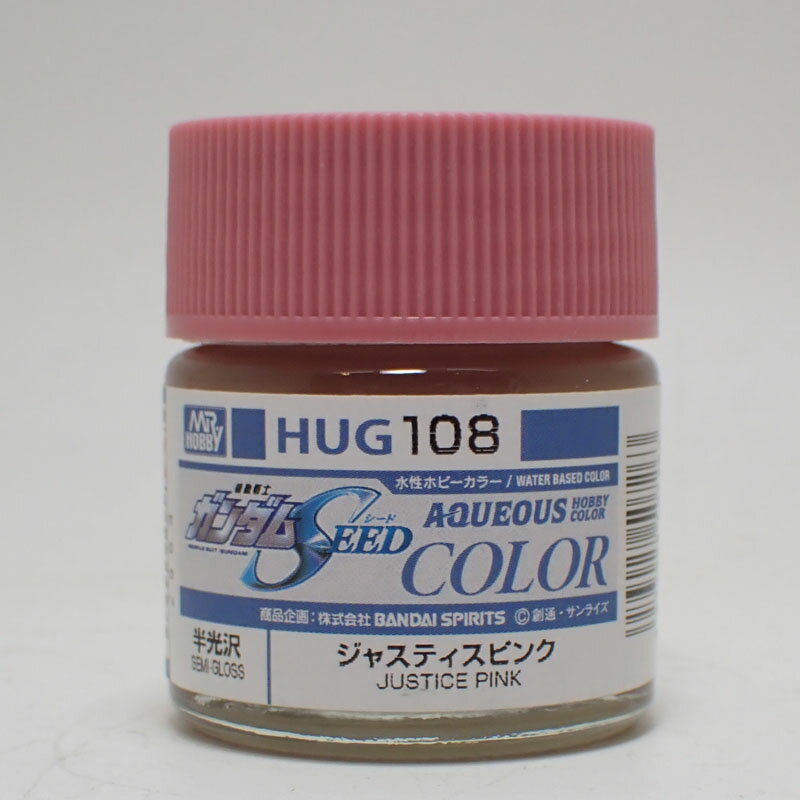 MR HOBBY
HUG108
水性ホビーカラー / WATER BASED COLOR
機動戦士
ガンダム
シード
SEED
MOBILE SUIT GUNDAM
AQUEOUS HOBBY COLOR
COLOR
商品企画:株式会社 BANDAI SPIRITS ©創通・サンライズ
半光沢
SEMI-GLOSS
ジャスティスピンク
JUSTICE PINK